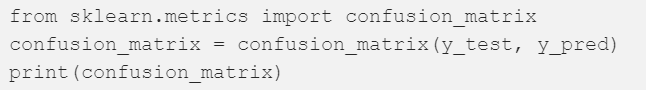 from sklearn.metrics import confusion_matrix
confusion_matrix = confusion_matrix(y_test, y_pred)
print(confusion_matrix)